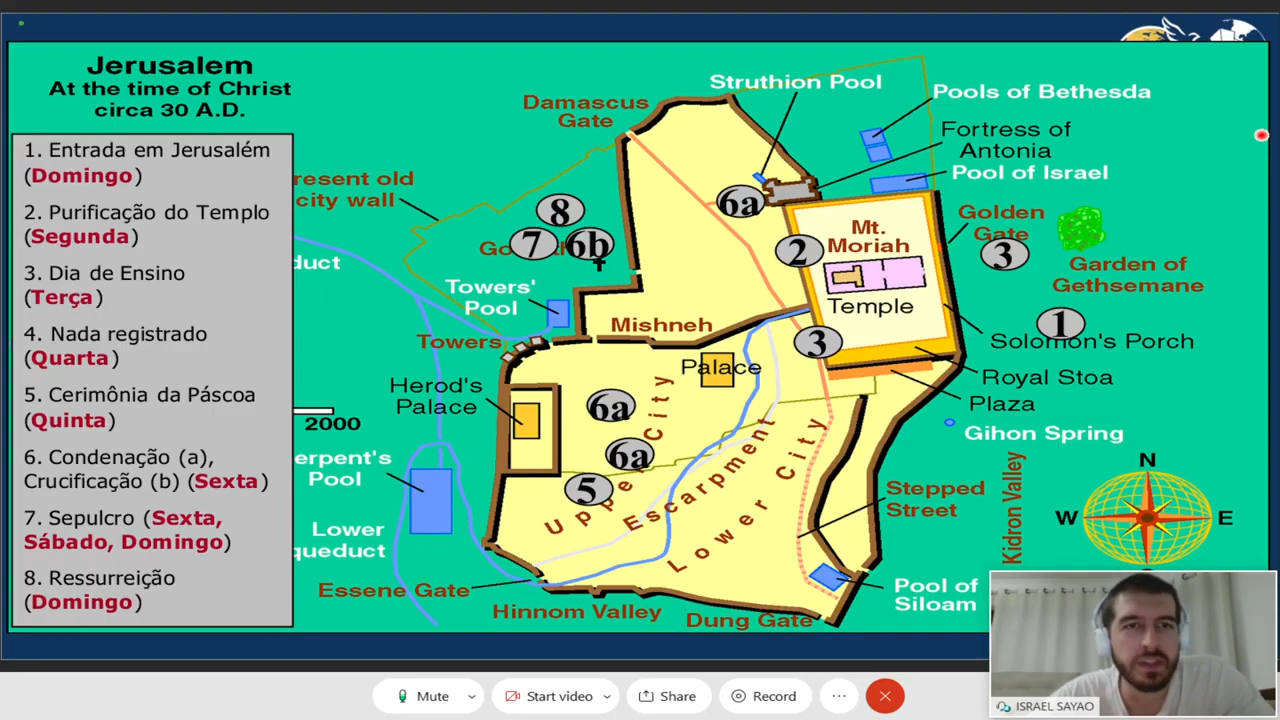 Jerusalem
At the time of Christ
circa 30 A.D.
1. Entrada em Jerusalém
(Domingo)
2. Purificação do Templo
(Segunda)
3. Dia de Ensino
(Terça)
4. Nada registrado
(Quarta)
5. Cerimônia da Páscoa
(Quinta)
6. Condenação (a),
Crucificação (b) (Sexta)
7. Sepulcro (Sexta,
Sábado, Domingo)
8. Ressurreição
(Domingo)
Struthion Pool
Damascus
Gate
Pools of Bethesda
Fortress of
Antonia
Pool of Israel
resent old
city wall
6a
8
7
6b
2
Mt.
Moriah
Golden
Gate
3
Garden of
Gethsemane
duct
Towers'
Pool
Temple
1
Mishneh
Towers
3
Solomon's Porch
Palace
Royal Stoa
Herod's
Palace
Plaza
6a
2000
Gihon Spring
6a
erpent's
Pool
5
Upper City
Escarpment
Lower City
Stepped
Street
Kidron Valley
N
W
E
Lower
queduct
Essene Gate
Hinnom Valley
Dung Gate
Pool of
Siloam
Mute
Start video
Share
Record
ISRAEL SAYAO